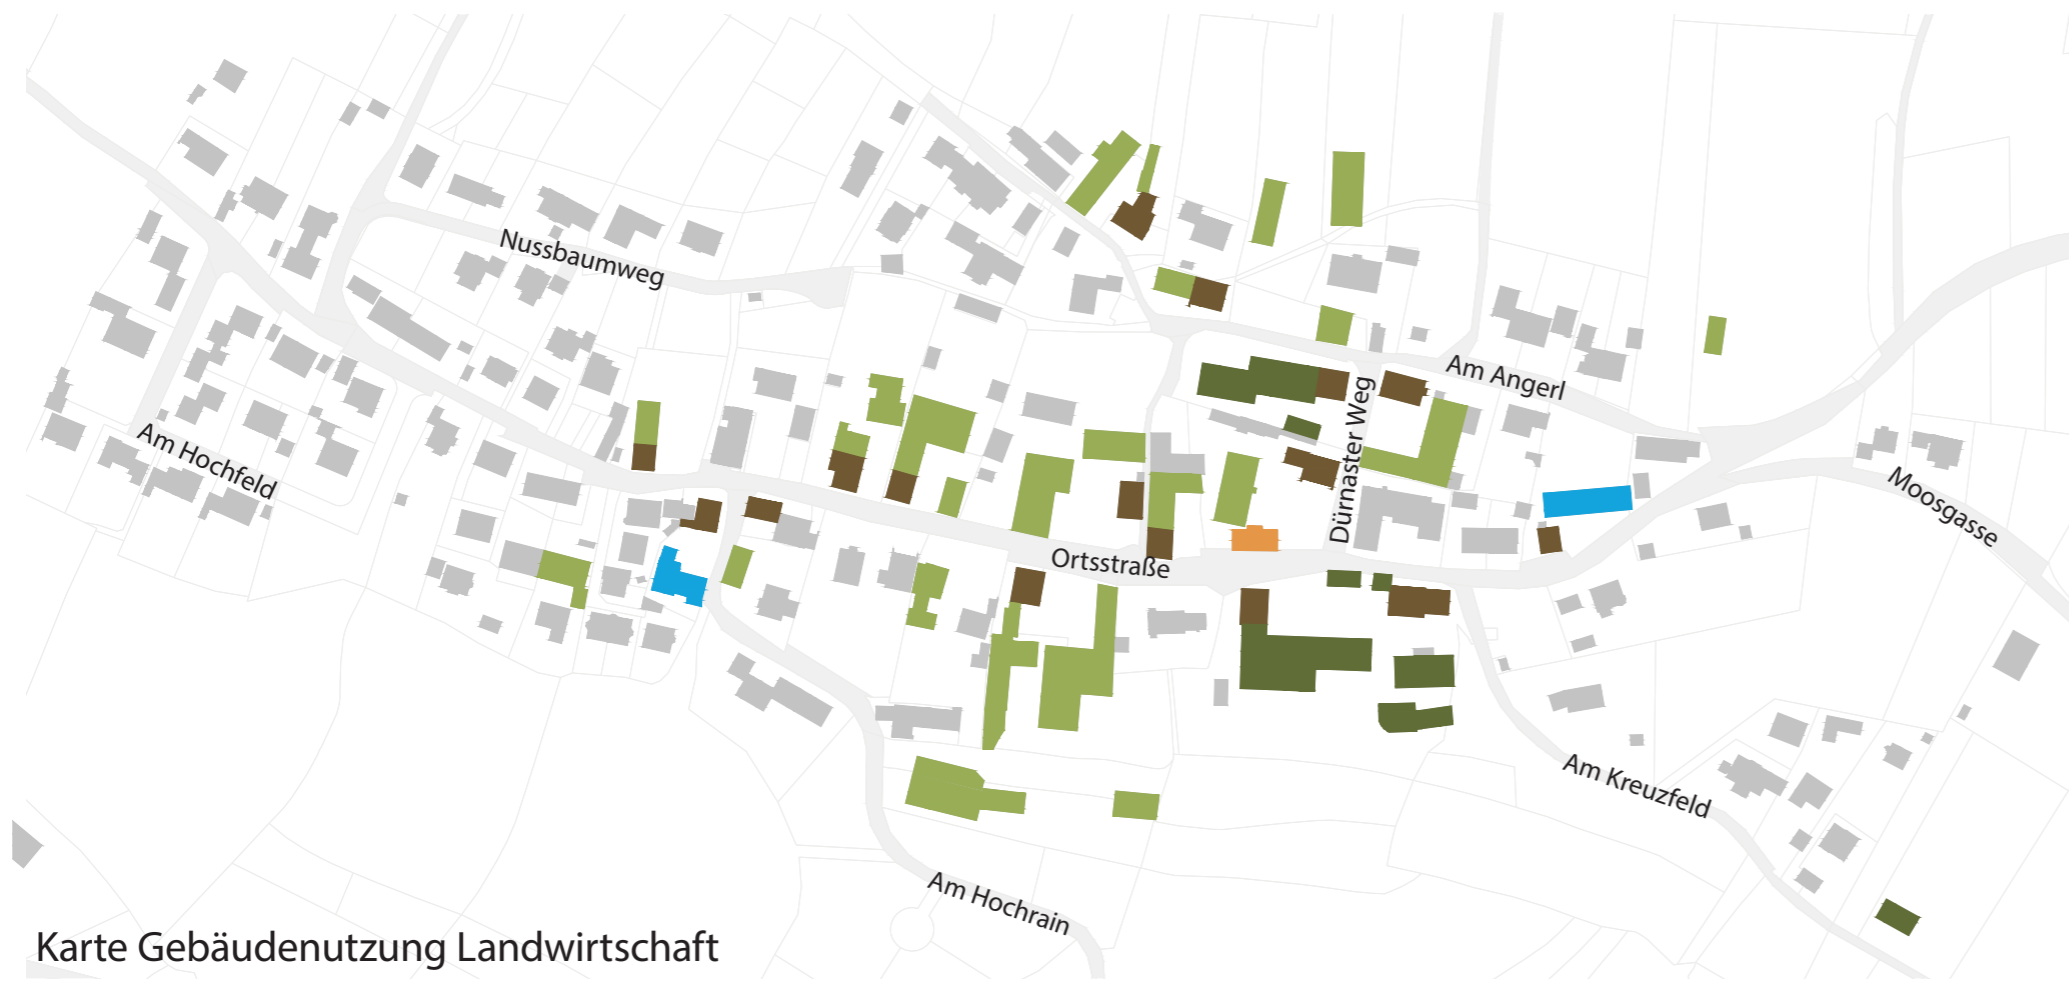 Nussbaumweg
Am Hochfeld
Am Angerl
Dürnaster Weg
Moosgasse
Ortsstraße
Am Kreuzfeld
Am Hochrain
Karte Gebäudenutzung Landwirtschaft